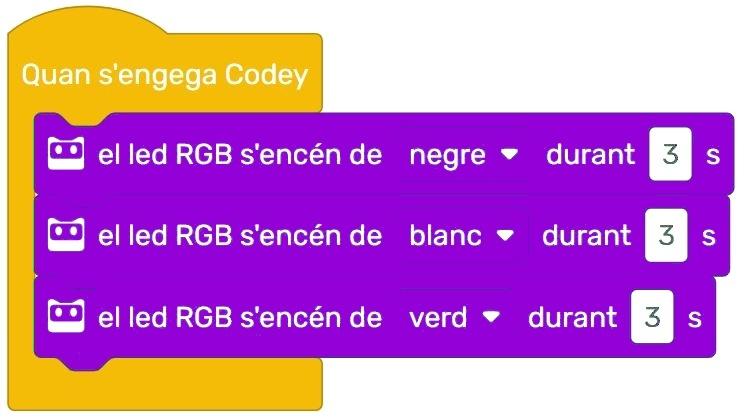 Quan s'engega Codey
el led RGB s'encén de negre durant 3 s
el led RGB s'encén de blanc durant 3 s
el led RGB s'encén de verd durant 3 s